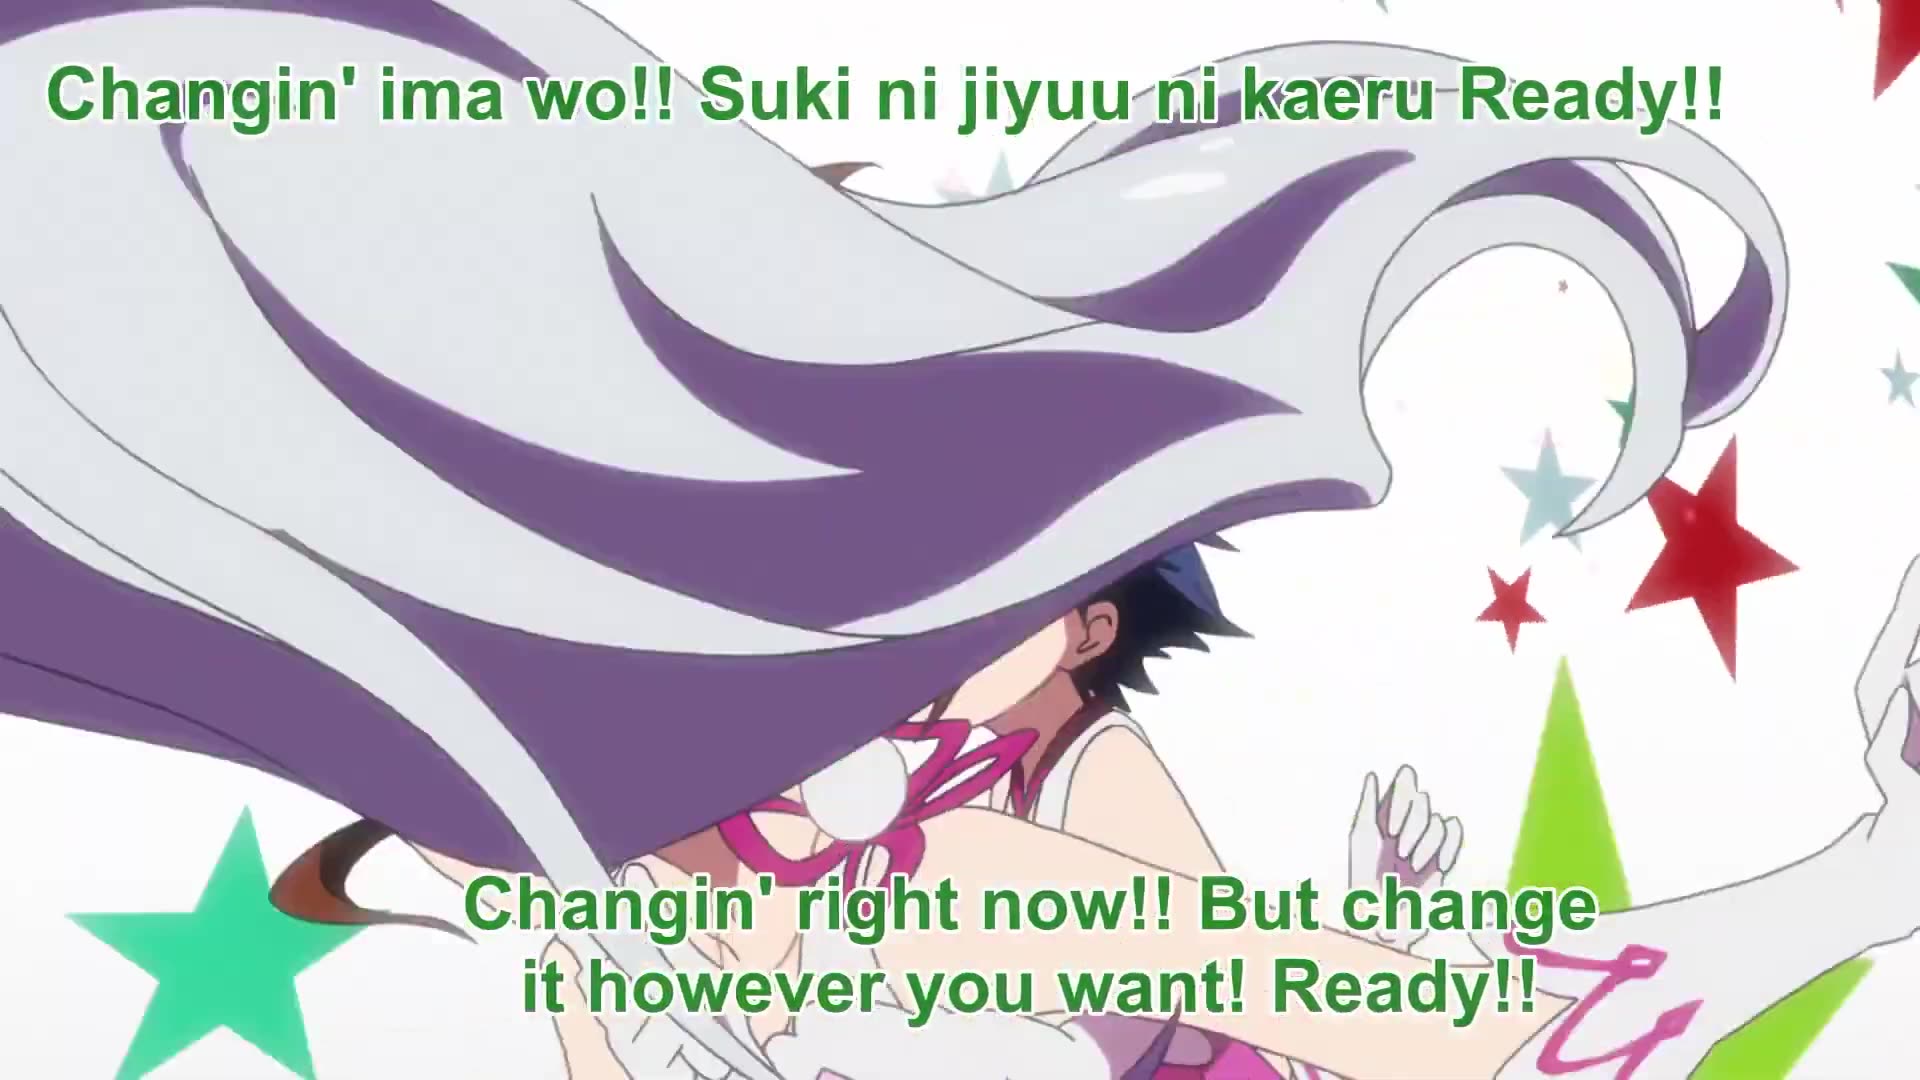 Changin' ima wo!! Suki ni jiyuu ni kaeru Ready!!
Changin' right now!! But change
it however you want! Ready!!